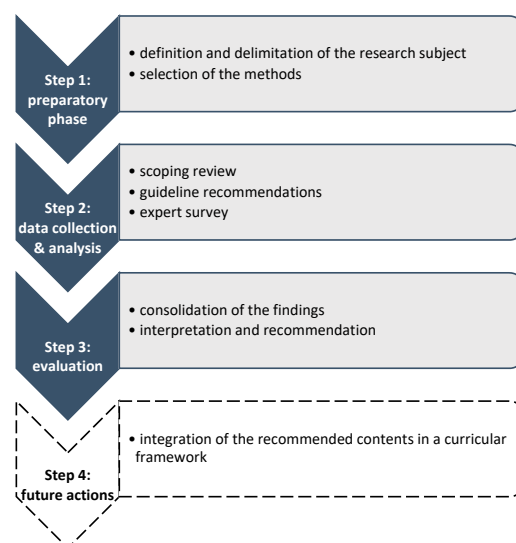 Step 1:
preparatory
phase
• definition and delimitation of the research subject
• selection of the methods
Step 2:
data collection
& analysis
• scoping review
• guideline recommendations
• expert survey
Step 3:
evaluation
• consolidation of the findings
• interpretation and recommendation
Step 4:
future actions
• integration of the recommended contents in a curricular
framework